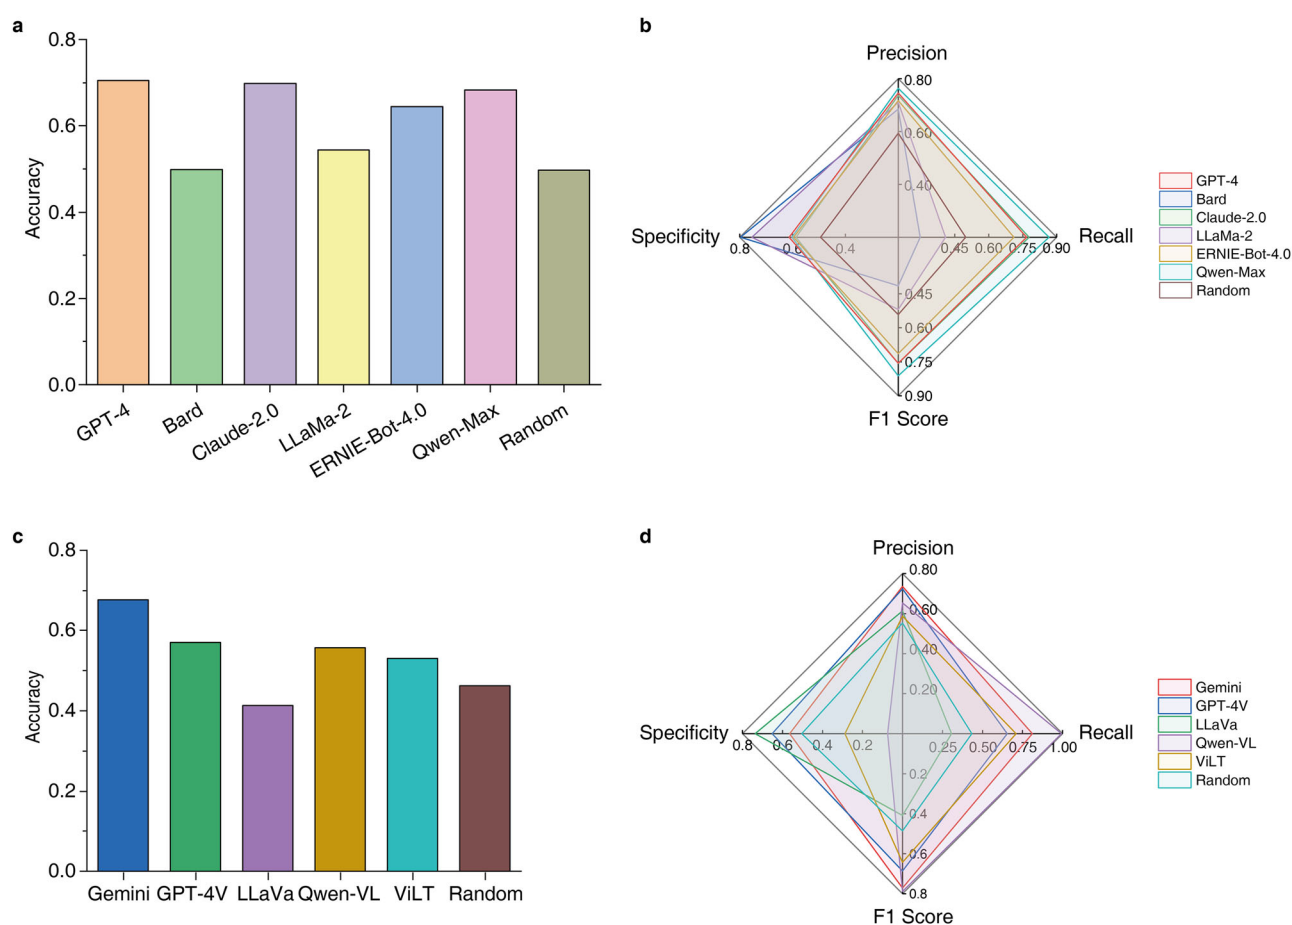 a
0.8
0.6
0.4
0.2
0.0
Accuracy
GPT-4
Bard
Claude-2.0
LLaMa-2
ERNIE-Bot-4.0
Qwen-Max
Random
b
Precision
0.80
0.60
0.40
Specificity
0.8
0.6
0.4
0.45
0.60
0.75
0.90
Recall
0.45
0.60
0.75
0.90
F1 Score
GPT-4
Bard
Claude-2.0
LLaMa-2
ERNIE-Bot-4.0
Qwen-Max
Random
c
0.8
0.6
0.4
0.2
0.0
Accuracy
Gemini
GPT-4V
LLaVa
Qwen-VL
ViLT
Random
d
Precision
0.80
0.60
0.40
0.20
Specificity
0.8
0.6
0.4
0.2
0.25
0.50
0.75
1.00
Recall
0.2
0.4
0.6
0.8
F1 Score
Gemini
GPT-4V
LLaVa
Qwen-VL
ViLT
Random